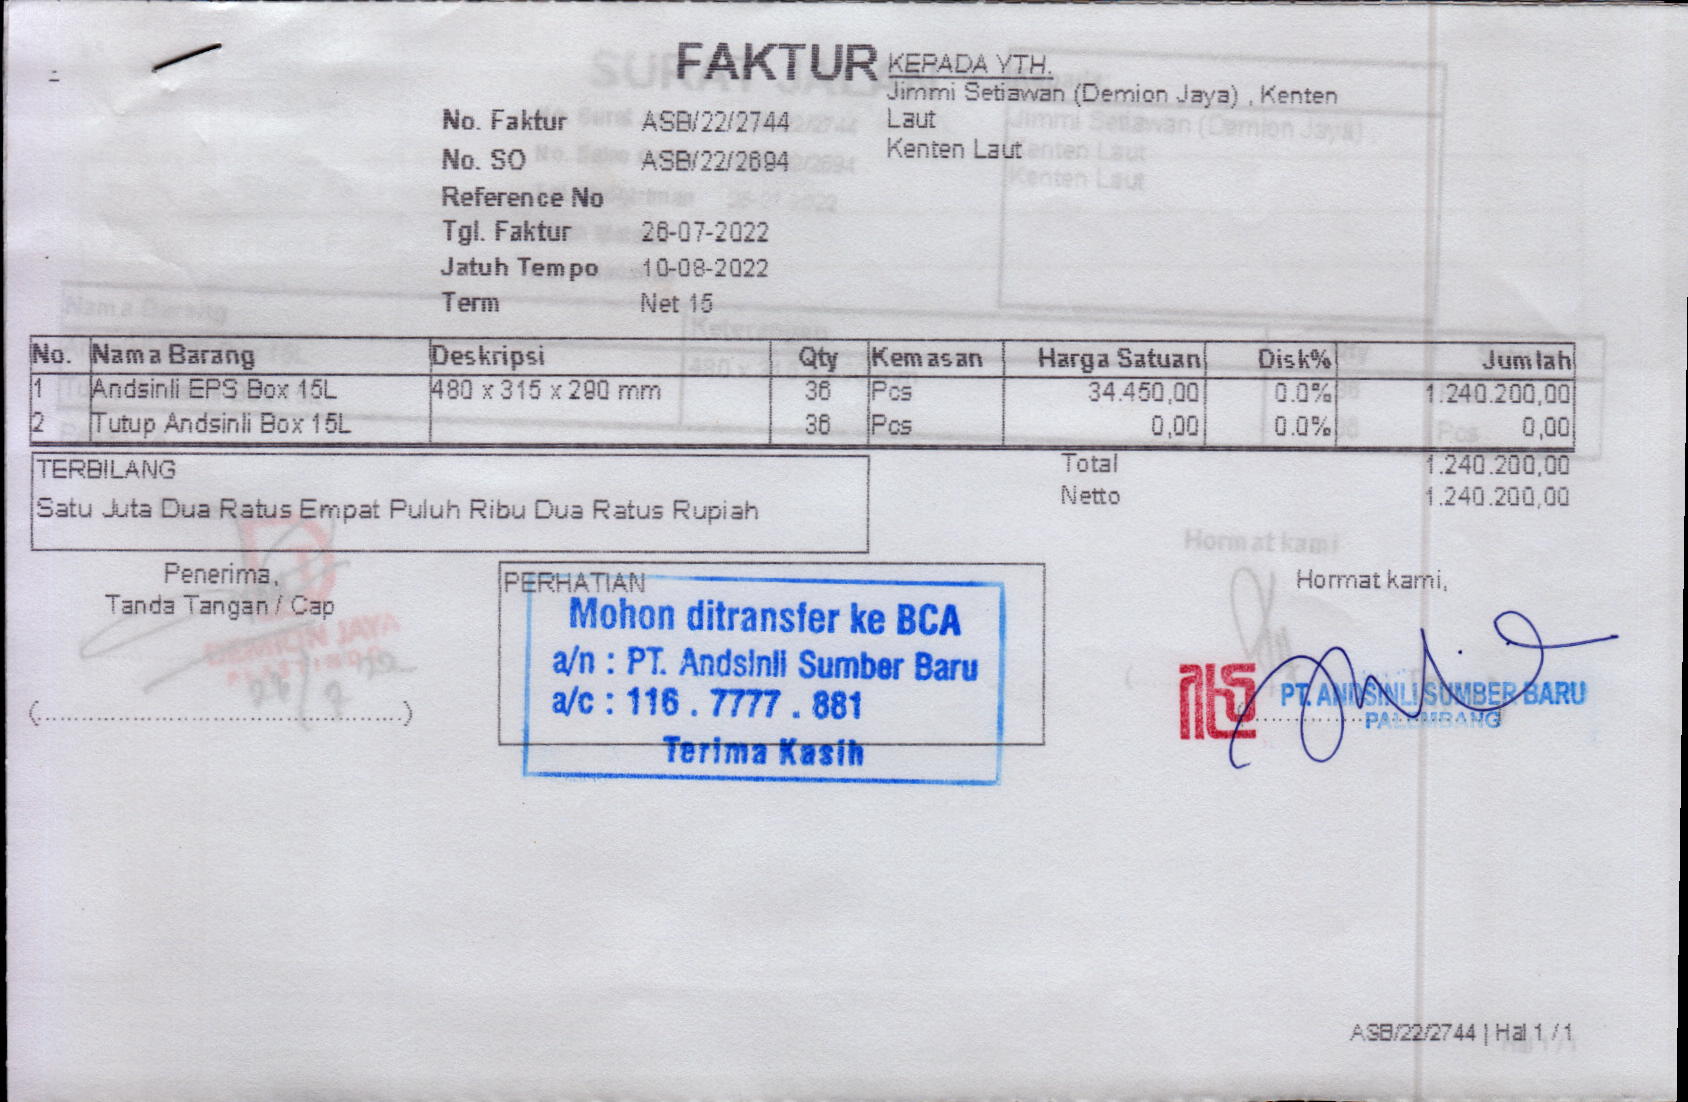 FAKTUR
KEPADA YTH.
Jimmi Setiawan (Demion Jaya) , Kenten
Laut
Kenten Laut
No. Faktur ASB/22/2744
No. SO ASB/22/2694
Reference No
Tgl. Faktur 26-07-2022
Jatuh Tempo 10-08-2022
Term Net 15
No. Nama Barang Deskripsi Qty Kemasan Harga Satuan Disk% Jumlah
1 Andsinli EPS Box 15L 480 x 315 x 290 mm 36 Pcs 34.450,00 0.0% 1.240.200,00
2 Tutup Andsinli Box 15L 36 Pcs 0,00 0.0% 0,00
TERBILANG
Satu Juta Dua Ratus Empat Puluh Ribu Dua Ratus Rupiah
Total 1.240.200,00
Netto 1.240.200,00
Penerima,
Tanda Tangan / Cap
(....................................................)
PERHATIAN
Mohon ditransfer ke BCA
a/n : PT. Andsinli Sumber Baru
a/c : 116 . 7777 . 881
Terima Kasih
Hormat kami,
PT. ANDSINLI SUMBER BARU
PALEMBANG
ASB/22/2744 | Hal 1 / 1